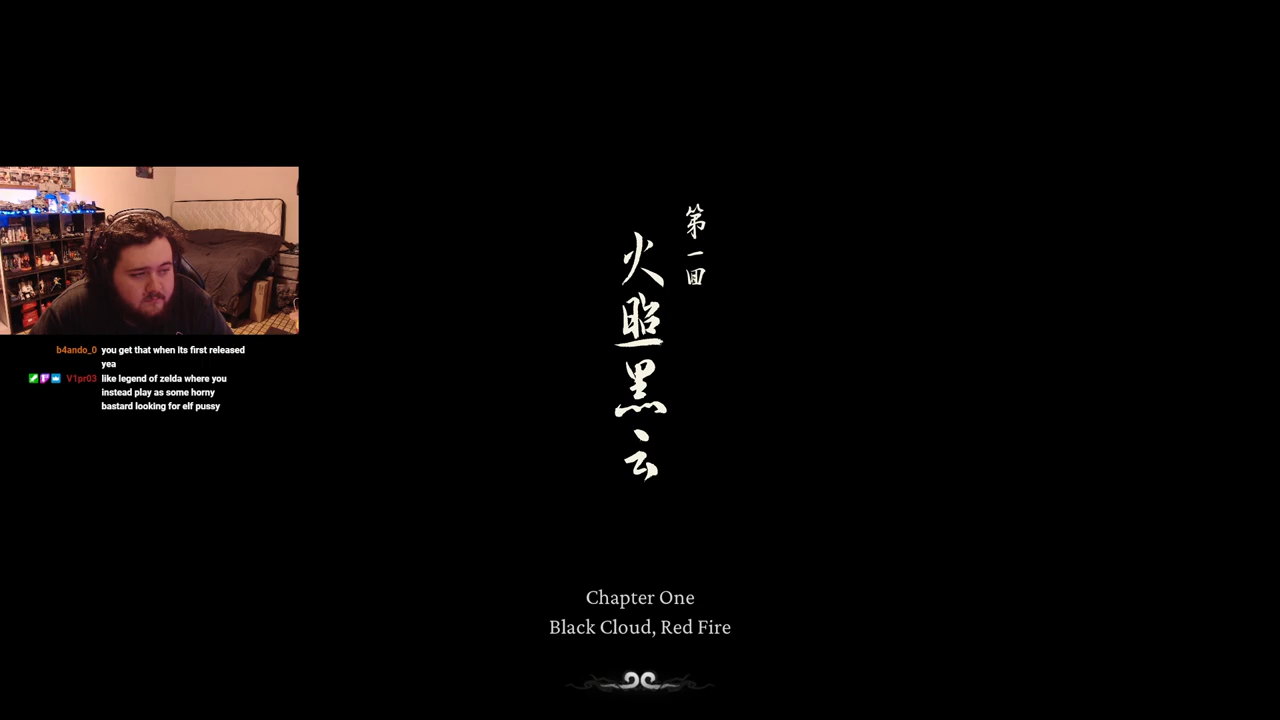 第一回
火照黑云
b4ando_0 you get that when its first released
yea
V1pr03 like legend of zelda where you
instead play as some horny
bastard looking for elf pussy
Chapter One
Black Cloud, Red Fire